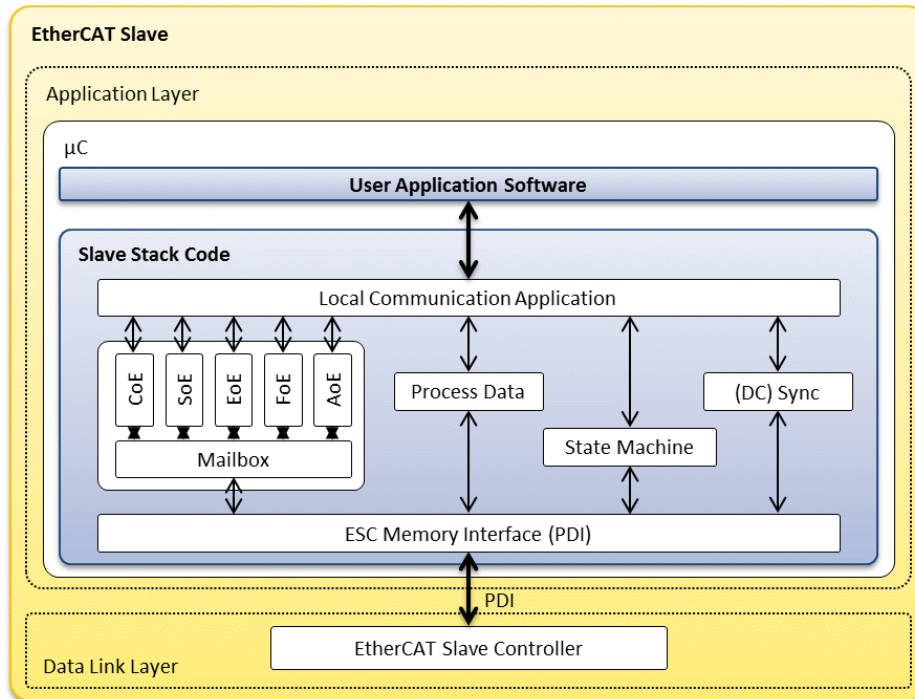 EtherCAT Slave
Application Layer
µC
User Application Software
Slave Stack Code
Local Communication Application
CoE
SoE
EoE
FoE
AoE
Process Data
(DC) Sync
State Machine
Mailbox
ESC Memory Interface (PDI)
PDI
EtherCAT Slave Controller
Data Link Layer